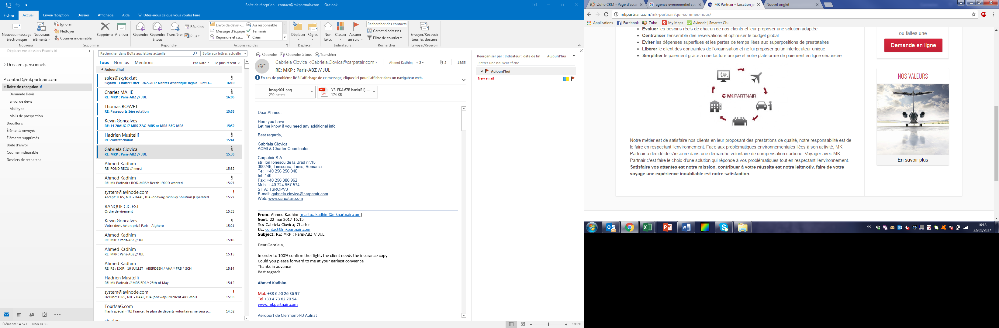 Boîte de réception - contact@mkpartnair.com - Outlook
Fichier Accueil Envoi/réception Dossier Affichage Aide Dites-nous ce que vous voulez faire
Nouveau message électronique
Nouveaux éléments
Nouveau
Ignorer
Nettoyer
Courrier indésirable
Supprimer Archiver
Supprimer
Répondre Répondre à tous Transférer
Réunion
Plus
Répondre
Envoi de devis -...
Message d'équipe
Répondre et su...
Au responsable
Terminé
Créer
Actions rapides
Déplacer Règles
Déplacer
Non lu/Lu
Classer
Assurer un suivi
Indicateurs
Rechercher des contacts
Carnet d'adresses
Filtre de courrier
Rechercher
Envoyer/Recevoir tous les dossiers
Envoyer/Recevoir
Déplacez vos dossiers Favoris ici
Dossiers personnels
contact@mkpartnair.com
Boîte de réception 6
Demande Devis
Envoi de devis
Mail type
Mails de prospection
Brouillons
Éléments envoyés
Éléments supprimés
Boîte d'envoi
Courrier indésirable
Dossiers de recherche
Éléments : 4 577 Non lu : 6
Rechercher dans Boîte aux lettres actuelle Boîte aux lettres actuelle
Tous Non lus Mentions Par Date Le plus récent
Aujourd'hui
sales@skytaxi.at
Skytaxi - Charter Offer - 26.5.2017 Nantes Atlantique-Bejaia - Ref O... 16:10
Charles MAHE
RE: MKP : Paris-ABZ // JUL 16:05
Thomas BOSVET
RE: Passeports 1ère rotation 15:53
Kevin Goncalves
RE: 14-20AUG17 MRS-ZAG-MRS or MRS-BEG-MRS 15:52
Hadrien Musitelli
RE: contrat chalon 15:41
Gabriela Ciovica
RE: MKP : Paris-ABZ // JUL 15:35
Ahmed Kadhim
RE: FOND RECU // merci 15:32
Ahmed Kadhim
RE: MK Partnair : BOD-MRS// Beech 1900D wanted 15:27
system@avinode.com !
Accept: LFRS, NTE - DAAE, BJA (oneway) WinSky Solution (Operated... 15:27
BANQUE CIC EST
Ordre de virement 15:25
Kevin Goncalves
Votre devis Avion privé Paris - Alghero 15:21
Ahmed Kadhim
RE: MKP : Paris-ABZ // JUL 15:16
Ahmed Kadhim
RE: MKP : Paris-ABZ // JUL 15:15
Ahmed Kadhim
RE: RE : LIXIR - 10 JUILLET - ABERDEEN / AHA * FRB * SCH 15:14
Hadrien Musitelli
RE: MK Partnair // MRS EDI // 25th of May 15:12
system@avinode.com !
Decline: LFRS, NTE - DAAE, BJA (oneway) Excellent Air GmbH 15:03
TourMaG.com
Flash spécial - TUI France : le plan de départs volontaires ne sera p... 14:52
charters
Répondre Répondre à tous Transférer
GC
Gabriela Ciovica <Gabriela.Ciovica@carpatair.com> Ahmed Kadhim; + 2 2 15:35
RE: MKP : Paris-ABZ // JUL
En cas de problème lié à l'affichage de ce message, cliquez ici pour l'afficher dans un navigateur web.
image001.png
290 octets
PDF
YR-FKA 67B bank(R1)....
174 KB
Dear Ahmed,
Here you have.
Let me know if you need any additional info.
Best regards,
Gabriela Ciovica
ACMI & Charter Coordinator
Carpatair S.A.
str. Ion Ionescu de la Brad nr.15
300246, Timisoara, Timis, Romania
Tel: +40 256 256 940
Int: 140
Fax: +40 256 306 962
Mob: + 40 724 957 574
SITA: TSROPV3
E-mail: gabriela.ciovica@carpatair.com
Web: www.carpatair.com
From: Ahmed Kadhim [mailto:akadhim@mkpartnair.com]
Sent: 22 mai 2017 16:15
To: Gabriela Ciovica; Charter
Cc: contact@mkpartnair.com
Subject: RE: MKP : Paris-ABZ // JUL
Dear Gabriela,
In order to 100% confirm the flight, the client needs the insurance copy
Could you please forward to me at your earliest convience
Thanks in advance
Best regards
Ahmed Kadhim
Mob +33 6 50 26 36 97
Tel +33 4 73 62 70 94
www.mkpartnair.com
Aéroport de Clermont-FD Aulnat
Réorganiser par : Indicateur : date de fin Aujourd'hui
Entrez une nouvelle tâche
Aujourd'hui
New email
100 %
Zoho CRM - Page d'accu
agence evenementiel sp
MK Partnair – Location je
Nouvel onglet
mkpartnair.com/mk-partnair/qui-sommes-nous/
ABP
Applications Facebook Zoho My Maps Avinode | Smarter Ch
Evaluer les besoins réels de chacun de nos clients et leur proposer une solution adaptée
Centraliser l'ensemble des réservations et optimiser le budget global
Eviter les dépenses superflues et les pertes de temps liées aux superpositions de prestataires
Libérer le client des contraintes de l'organisation et ne lui proposer qu'un interlocuteur unique
Simplifier le paiement grâce à une facture unique et notre plateforme de paiement en ligne sécurisée
@
MK PARTNAIR
Notre métier est de satisfaire nos clients en leur proposant des prestations de qualité, notre responsabilité est de
le faire en respectant l'environnement. Face aux problématiques environnementales liées à son activité, MK
Partnair a décidé de s'inscrire dans une démarche volontaire de compensation carbone. Voyager avec MK
Partnair c'est faire le choix d'une solution qui réponde à vos problématiques tout en respectant l'environnement.
Satisfaire vos attentes est notre mission, contribuer à votre réussite est notre leitmotiv, faire de votre
voyage une expérience inoubliable est notre satisfaction.
ou faites une
Demande en ligne
NOS VALEURS
En savoir plus
FR
16:18
22/05/2017